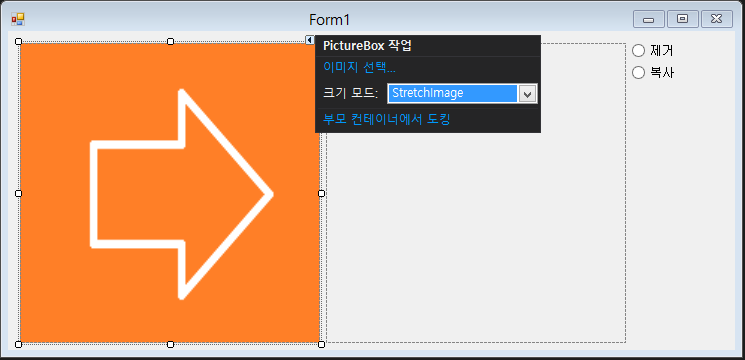 Form1
PictureBox 작업
이미지 선택...
크기 모드: StretchImage
부모 컨테이너에서 도킹
제거
복사